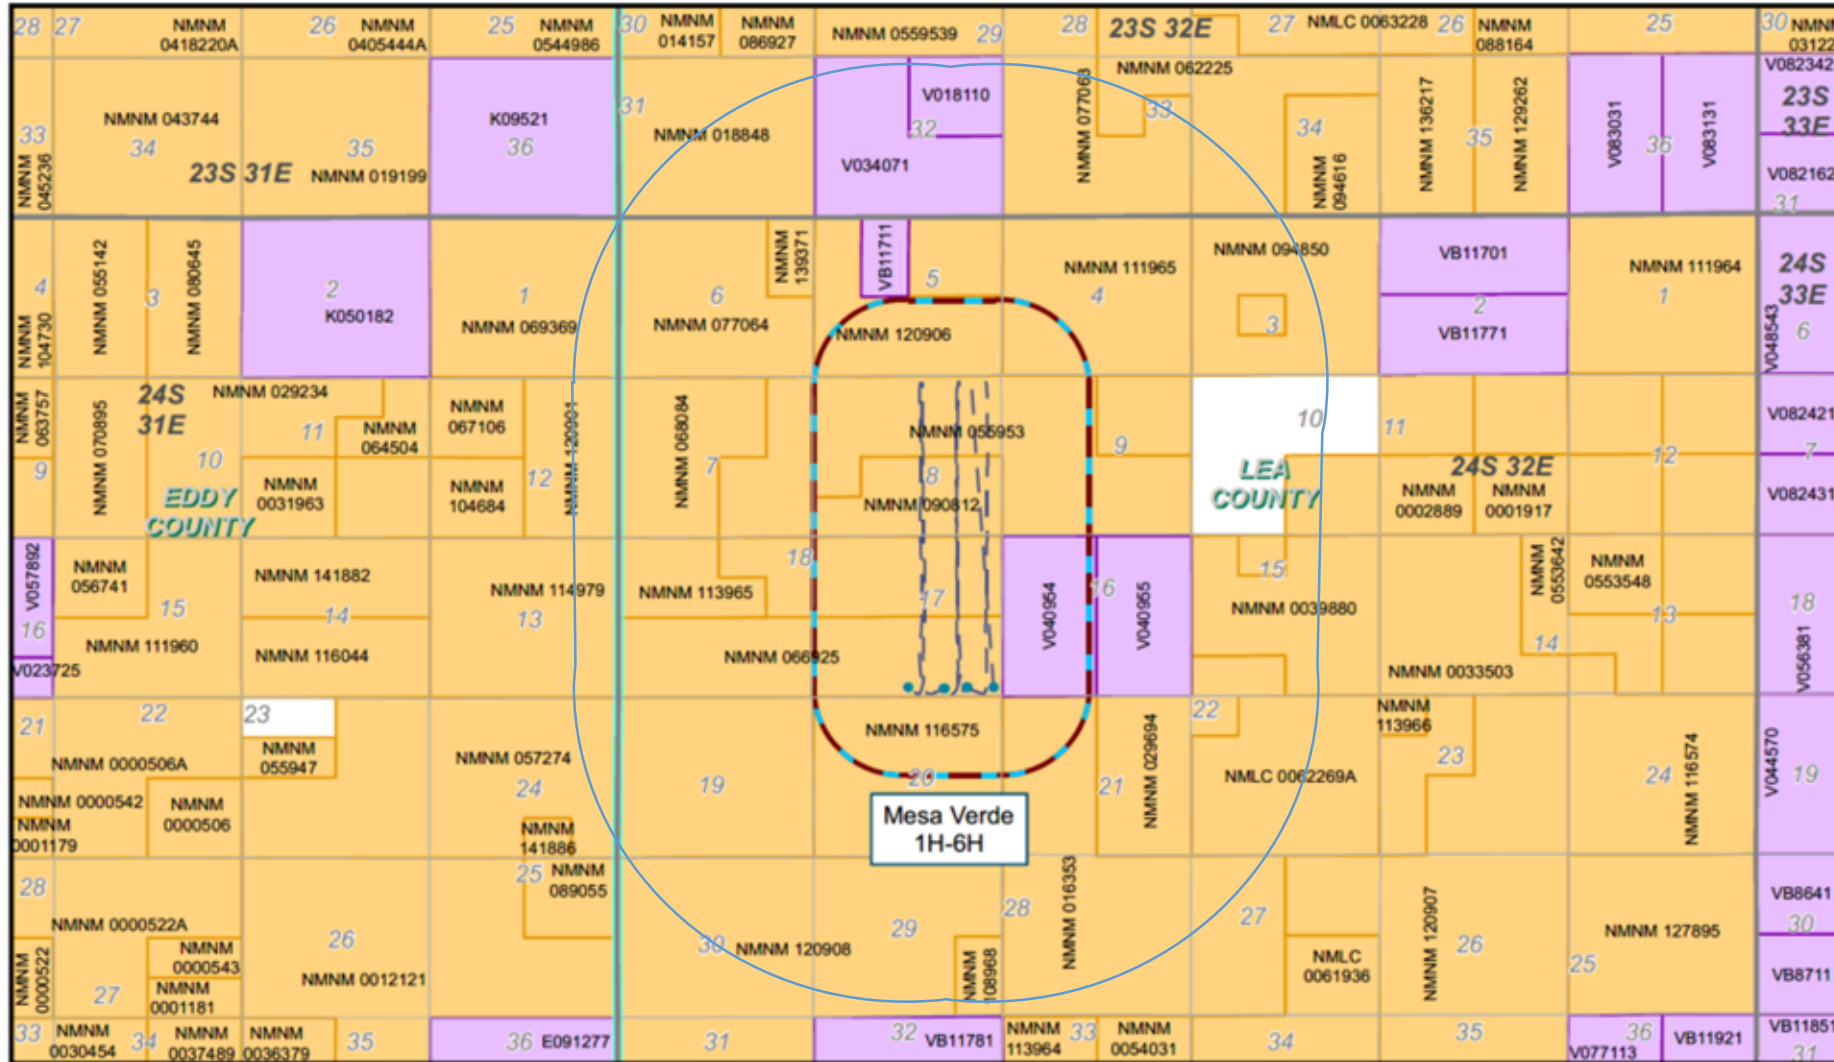 28
27
NMNM
0418220A
26
NMNM
0405444A
25
NMNM
0544986
30
NMNM
014157
NMNM
086927
NMNM 0559539
29
28
23S 32E
27
NMLC 0063228
26
NMNM
088164
25
30
33
NMNM
045236
NMNM 043744
34
23S 31E
35
NMNM 019199
K09521
36
31
NMNM 018848
V018110
32
V034071
NMNM 077063
NMNM 062225
33
34
NMNM
094616
NMNM 136217
35
NMNM 129262
V083031
36
V083131
V082342
23S
33E
V082162
31
4
NMNM
104730
NMNM 055142
3
NMNM 080645
2
K050182
1
NMNM 069369
6
NMNM 077064
NMNM
139371
VB11711
5
NMNM 120906
NMNM 111965
4
NMNM 094850
3
VB11701
2
VB11771
NMNM 111964
1
24S
33E
V048543
6
NMNM
063757
9
NMNM 070895
24S
31E
10
EDDY
COUNTY
NMNM 029234
11
NMNM
064504
NMNM
0031963
NMNM
067106
NMNM
104684
12
NMNM 120901
NMNM 068084
7
NMNM 055953
8
NMNM 090812
9
10
LEA
COUNTY
11
24S 32E
NMNM
0002889
NMNM
0001917
12
V082421
7
V082431
V057892
16
V023725
NMNM
056741
15
NMNM 111960
NMNM 141882
14
NMNM 116044
NMNM 114979
13
18
NMNM 113965
NMNM 066925
17
V040954
16
V040955
15
NMNM 0039880
NMNM
0553642
14
NMNM 0033503
NMNM
0553548
13
18
V056381
21
22
NMNM 0000506A
NMNM 0000542
NMNM
0001179
NMNM
0000506
23
NMNM
055947
NMNM 057274
24
NMNM
141886
19
NMNM 116575
20
Mesa Verde
1H-6H
21
NMNM 029694
22
NMLC 0062269A
NMNM
113966
23
24
NMNM 116574
V044570
19
28
NMNM 0000522A
NMNM
0000522
27
NMNM
0000543
NMNM
0001181
26
NMNM 0012121
25
NMNM
089055
30
NMNM 120908
29
NMNM
108968
28
NMNM 016353
27
NMLC
0061936
NMNM 120907
26
25
NMNM 127895
VB8641
30
VB8711
33
NMNM
0030454
34
NMNM
0037489
NMNM
0036379
35
36
E091277
31
32
VB11781
NMNM
113964
33
NMNM
0054031
34
35
36
V077113
VB11921
VB11851
31